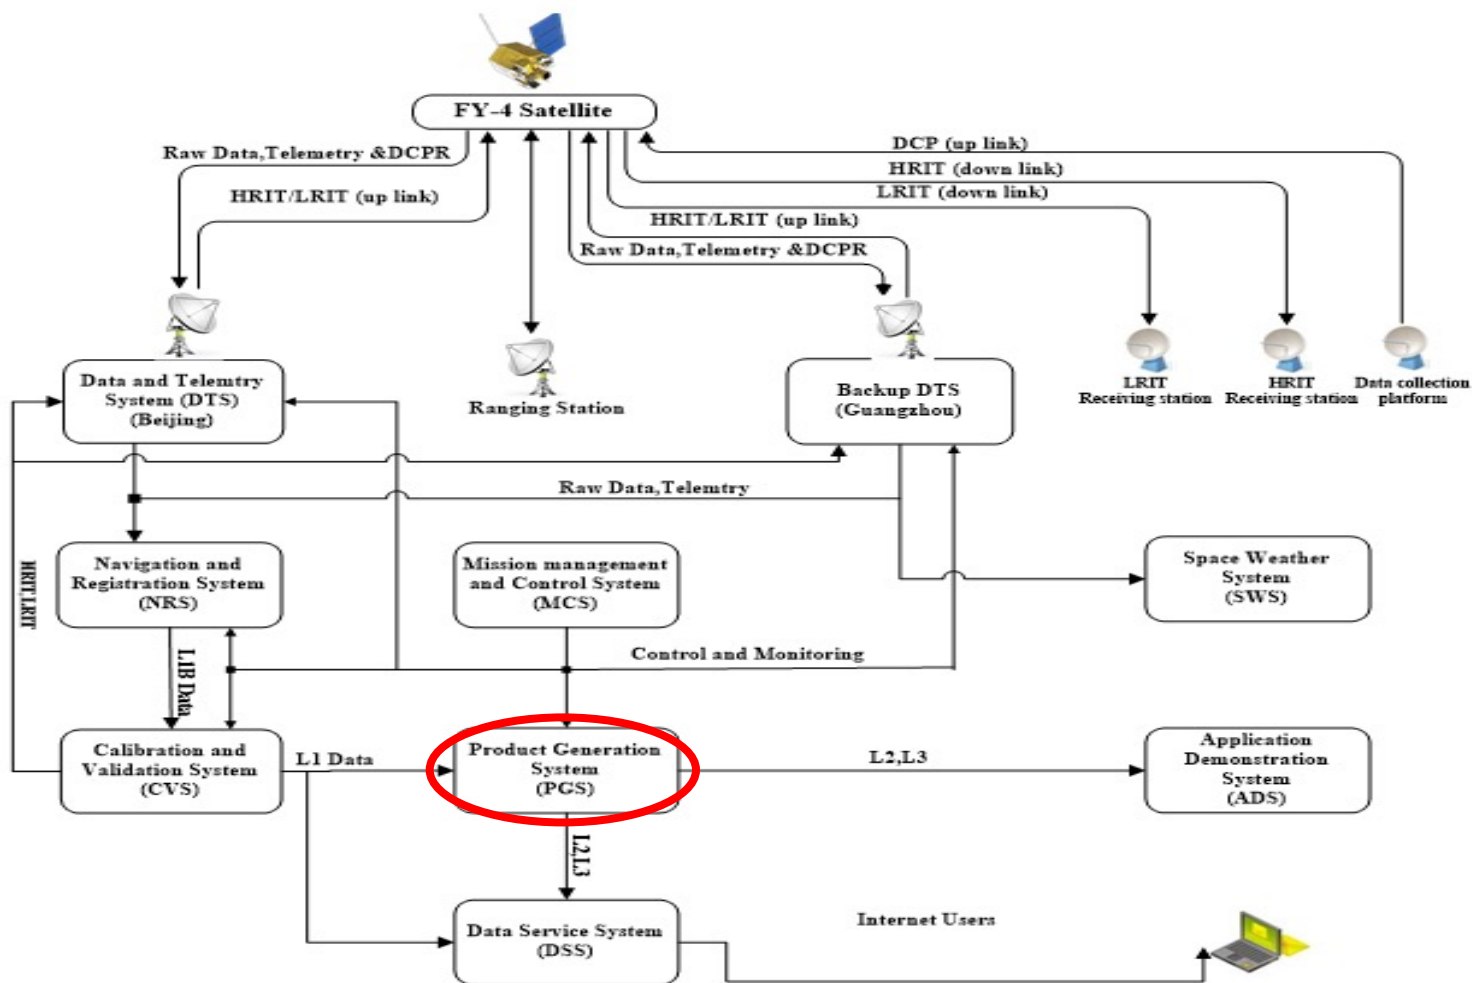 FY-4 Satellite
Raw Data,Telemetry &DCPR
HRIT/LRIT (up link)
DCP (up link)
HRIT (down link)
LRIT (down link)
HRIT/LRIT (up link)
Raw Data,Telemetry &DCPR
Data and Telemtry
System (DTS)
(Beijing)
Ranging Station
Backup DTS
(Guangzhou)
LRIT
Receiving station
HRIT
Receiving station
Data collection
platform
Raw Data,Telemtry
HRIT,LRIT
Navigation and
Registration System
(NRS)
Mission management
and Control System
(MCS)
Space Weather
System
(SWS)
Control and Monitoring
L1B Data
Calibration and
Validation System
(CVS)
L1 Data
Product Generation
System
(PGS)
L2,L3
Application
Demonstration
System
(ADS)
L2,L3
Data Service System
(DSS)
Internet Users